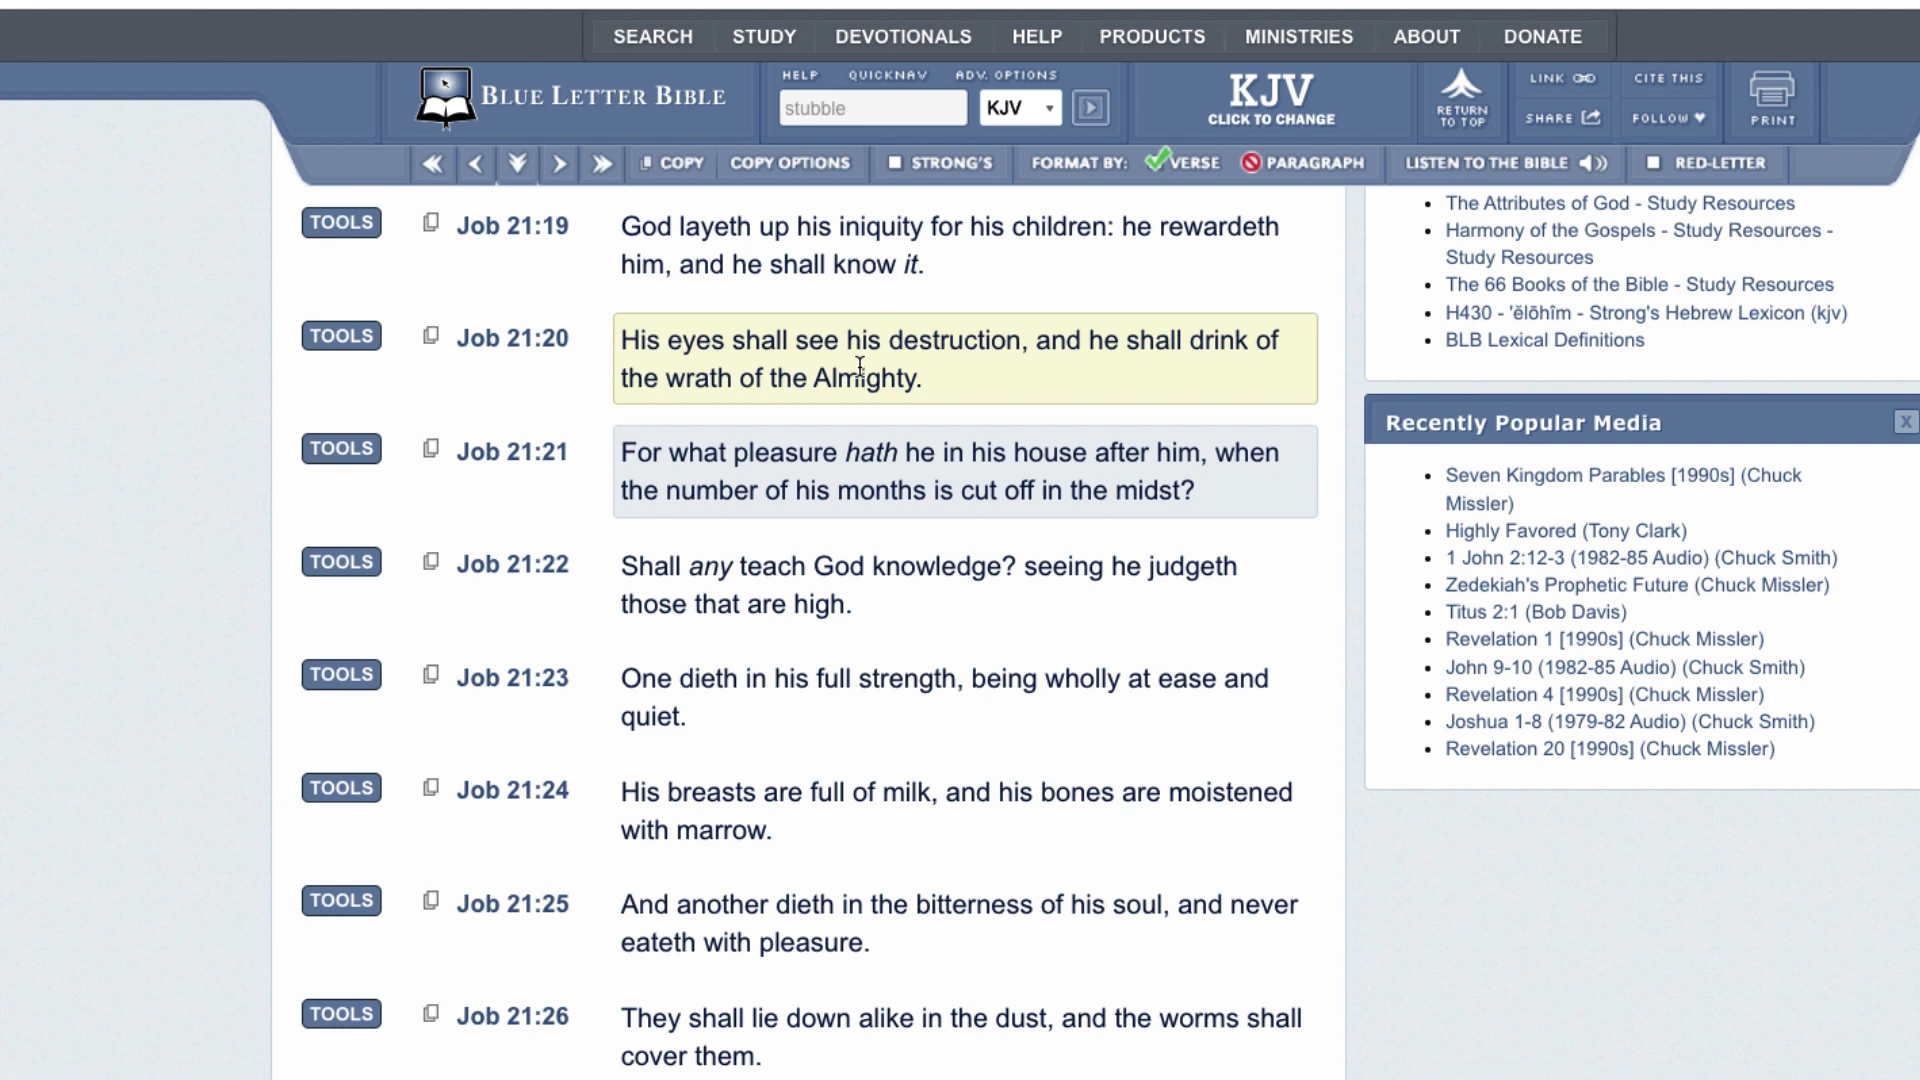 SEARCH STUDY DEVOTIONALS HELP PRODUCTS MINISTRIES ABOUT DONATE
BLUE LETTER BIBLE
HELP QUICKNAV ADV. OPTIONS
stubble KJV
KJV
CLICK TO CHANGE
RETURN
TO TOP
LINK
SHARE
CITE THIS
FOLLOW
PRINT
COPY COPY OPTIONS STRONG'S FORMAT BY: VERSE PARAGRAPH LISTEN TO THE BIBLE RED-LETTER
TOOLS Job 21:19 God layeth up his iniquity for his children: he rewardeth
him, and he shall know it.
TOOLS Job 21:20 His eyes shall see his destruction, and he shall drink of
the wrath of the Almighty.
TOOLS Job 21:21 For what pleasure hath he in his house after him, when
the number of his months is cut off in the midst?
TOOLS Job 21:22 Shall any teach God knowledge? seeing he judgeth
those that are high.
TOOLS Job 21:23 One dieth in his full strength, being wholly at ease and
quiet.
TOOLS Job 21:24 His breasts are full of milk, and his bones are moistened
with marrow.
TOOLS Job 21:25 And another dieth in the bitterness of his soul, and never
eateth with pleasure.
TOOLS Job 21:26 They shall lie down alike in the dust, and the worms shall
cover them.
The Attributes of God - Study Resources
Harmony of the Gospels - Study Resources -
Study Resources
The 66 Books of the Bible - Study Resources
H430 - 'ĕlōhîm - Strong's Hebrew Lexicon (kjv)
BLB Lexical Definitions
Recently Popular Media X
Seven Kingdom Parables [1990s] (Chuck
Missler)
Highly Favored (Tony Clark)
1 John 2:12-3 (1982-85 Audio) (Chuck Smith)
Zedekiah's Prophetic Future (Chuck Missler)
Titus 2:1 (Bob Davis)
Revelation 1 [1990s] (Chuck Missler)
John 9-10 (1982-85 Audio) (Chuck Smith)
Revelation 4 [1990s] (Chuck Missler)
Joshua 1-8 (1979-82 Audio) (Chuck Smith)
Revelation 20 [1990s] (Chuck Missler)